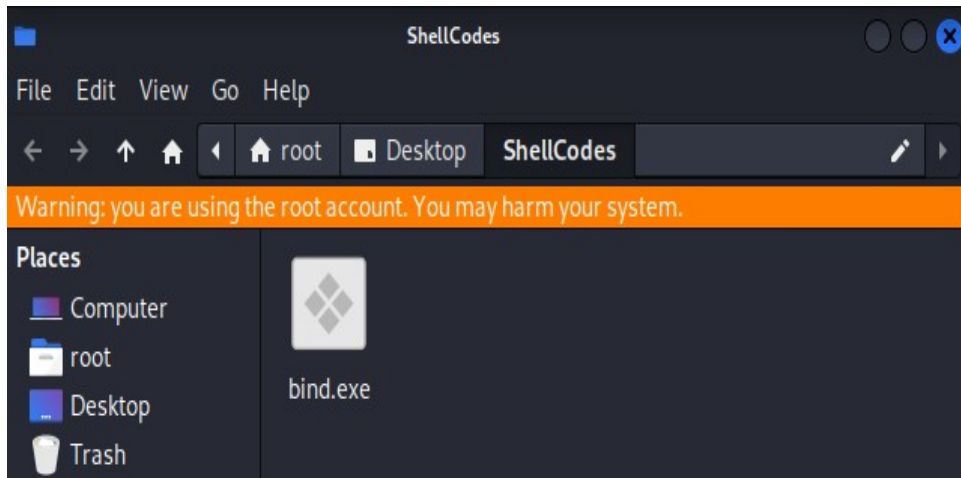 ShellCodes
File Edit View Go Help
root Desktop ShellCodes
Warning: you are using the root account. You may harm your system.
Places
Computer
root
Desktop
Trash
bind.exe